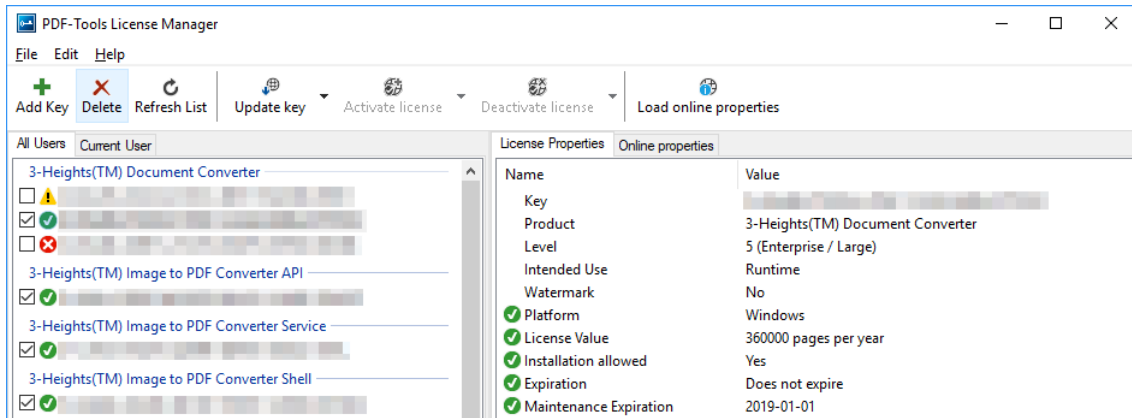 PDF-Tools License Manager
File Edit Help
Add Key Delete Refresh List Update key Activate license Deactivate license Load online properties
All Users Current User
3-Heights(TM) Document Converter
3-Heights(TM) Image to PDF Converter API
3-Heights(TM) Image to PDF Converter Service
3-Heights(TM) Image to PDF Converter Shell
License Properties Online properties
Name Value
Key
Product 3-Heights(TM) Document Converter
Level 5 (Enterprise / Large)
Intended Use Runtime
Watermark No
Platform Windows
License Value 360000 pages per year
Installation allowed Yes
Expiration Does not expire
Maintenance Expiration 2019-01-01